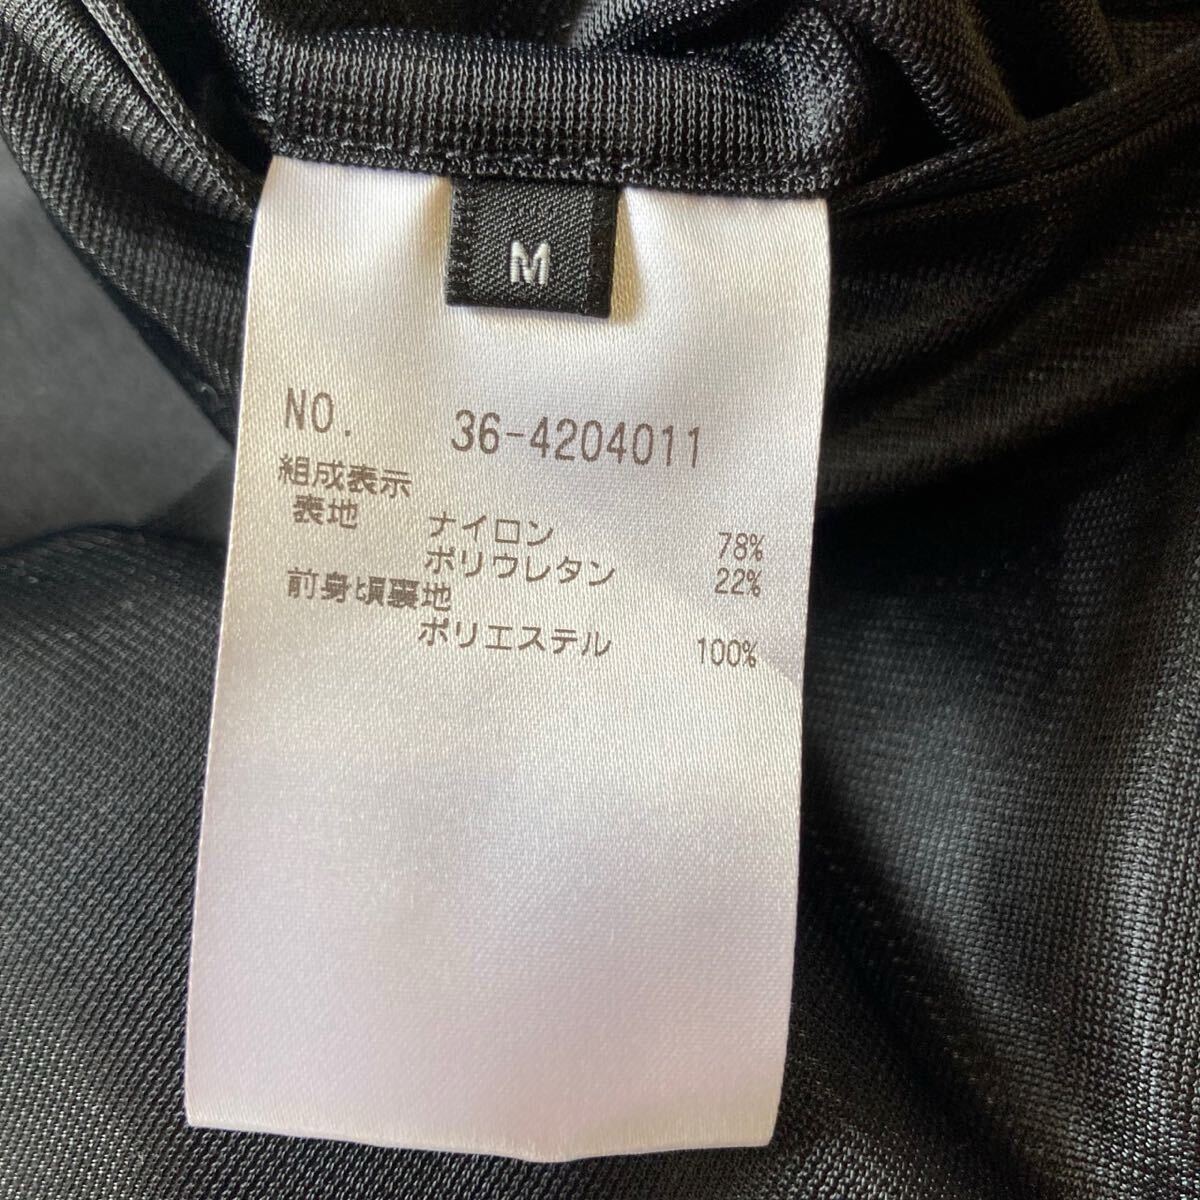 M
NO. 36-4204011
組成表示
表地 ナイロン 78%
ポリウレタン 22%
前身頃裏地
ポリエステル 100%